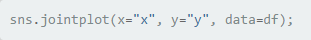 sns.jointplot(x="x", y="y", data=df);